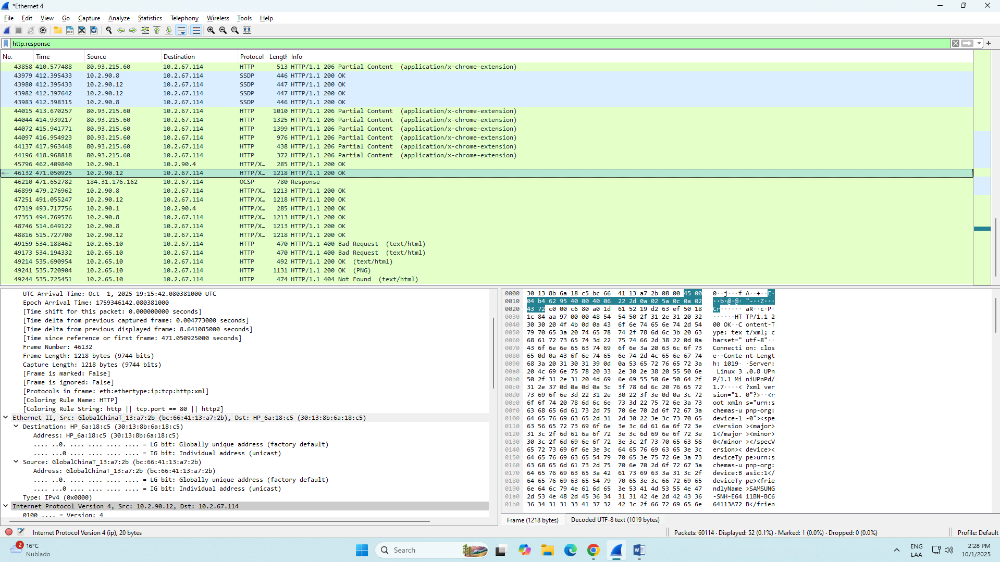 *Ethernet 4
File Edit View Go Capture Analyze Statistics Telephony Wireless Tools Help
http.response
No. Time Source Destination Protocol Length Info
43858 410.577488 80.93.215.60 10.2.67.114 HTTP 513 HTTP/1.1 206 Partial Content (application/x-chrome-extension)
43979 412.395433 10.2.90.8 10.2.67.114 SSDP 446 HTTP/1.1 200 OK
43980 412.395433 10.2.90.12 10.2.67.114 SSDP 447 HTTP/1.1 200 OK
43982 412.397642 10.2.90.12 10.2.67.114 SSDP 447 HTTP/1.1 200 OK
43983 412.398315 10.2.90.8 10.2.67.114 SSDP 446 HTTP/1.1 200 OK
44015 413.670257 80.93.215.60 10.2.67.114 HTTP 1010 HTTP/1.1 206 Partial Content (application/x-chrome-extension)
44044 414.939217 80.93.215.60 10.2.67.114 HTTP 1325 HTTP/1.1 206 Partial Content (application/x-chrome-extension)
44072 415.941771 80.93.215.60 10.2.67.114 HTTP 1399 HTTP/1.1 206 Partial Content (application/x-chrome-extension)
44097 416.954923 80.93.215.60 10.2.67.114 HTTP 976 HTTP/1.1 206 Partial Content (application/x-chrome-extension)
44137 417.963448 80.93.215.60 10.2.67.114 HTTP 438 HTTP/1.1 206 Partial Content (application/x-chrome-extension)
44196 418.968818 80.93.215.60 10.2.67.114 HTTP 372 HTTP/1.1 206 Partial Content (application/x-chrome-extension)
45796 462.409840 10.2.90.1 10.2.90.4 HTTP/X… 285 HTTP/1.1 200 OK
46132 471.050925 10.2.90.12 10.2.67.114 HTTP/X… 1218 HTTP/1.1 200 OK
46210 471.652782 184.31.176.162 10.2.67.114 OCSP 780 Response
46899 479.276962 10.2.90.8 10.2.67.114 HTTP/X… 1213 HTTP/1.1 200 OK
47251 491.055247 10.2.90.12 10.2.67.114 HTTP/X… 1218 HTTP/1.1 200 OK
47319 493.717756 10.2.90.1 10.2.90.4 HTTP/X… 285 HTTP/1.1 200 OK
47353 494.769576 10.2.90.8 10.2.67.114 HTTP/X… 1213 HTTP/1.1 200 OK
48746 514.649122 10.2.90.8 10.2.67.114 HTTP/X… 1213 HTTP/1.1 200 OK
48816 515.727700 10.2.90.12 10.2.67.114 HTTP/X… 1218 HTTP/1.1 200 OK
49159 534.188462 10.2.65.10 10.2.67.114 HTTP 470 HTTP/1.1 400 Bad Request (text/html)
49173 534.194332 10.2.65.10 10.2.67.114 HTTP 470 HTTP/1.1 400 Bad Request (text/html)
49214 535.690954 10.2.65.10 10.2.67.114 HTTP 492 HTTP/1.1 200 OK (text/html)
49241 535.720904 10.2.65.10 10.2.67.114 HTTP 1131 HTTP/1.1 200 OK (PNG)
49244 535.725451 10.2.65.10 10.2.67.114 HTTP 474 HTTP/1.1 404 Not Found (text/html)
UTC Arrival Time: Oct 1, 2025 19:15:42.080381000 UTC
Epoch Arrival Time: 1759346142.080381000
[Time shift for this packet: 0.000000000 seconds]
[Time delta from previous captured frame: 0.004773000 seconds]
[Time delta from previous displayed frame: 8.641085000 seconds]
[Time since reference or first frame: 471.050925000 seconds]
Frame Number: 46132
Frame Length: 1218 bytes (9744 bits)
Capture Length: 1218 bytes (9744 bits)
[Frame is marked: False]
[Frame is ignored: False]
[Protocols in frame: eth:ethertype:ip:tcp:http:xml]
[Coloring Rule Name: HTTP]
[Coloring Rule String: http || tcp.port == 80 || http2]
Ethernet II, Src: GlobalChinaT_13:a7:2b (bc:66:41:13:a7:2b), Dst: HP_6a:18:c5 (30:13:8b:6a:18:c5)
Destination: HP_6a:18:c5 (30:13:8b:6a:18:c5)
Address: HP_6a:18:c5 (30:13:8b:6a:18:c5)
.... ..0. .... .... .... .... = LG bit: Globally unique address (factory default)
.... ...0 .... .... .... .... = IG bit: Individual address (unicast)
Source: GlobalChinaT_13:a7:2b (bc:66:41:13:a7:2b)
Address: GlobalChinaT_13:a7:2b (bc:66:41:13:a7:2b)
.... ..0. .... .... .... .... = LG bit: Globally unique address (factory default)
.... ...0 .... .... .... .... = IG bit: Individual address (unicast)
Type: IPv4 (0x0800)
Internet Protocol Version 4, Src: 10.2.90.12, Dst: 10.2.67.114
0100 .... = Version: 4
0000 30 13 8b 6a 18 c5 bc 66 41 13 a7 2b 08 00 45 00 0··j···f A··+··E·
0010 04 b4 62 95 40 00 40 06 22 2d 0a 02 5a 0c 0a 02 ··b·@·@· "-··Z···
0020 43 72 c0 00 c6 80 a0 1d 61 52 19 d2 63 ef 50 18 Cr······ aR··c·P·
0030 1c 84 aa 97 00 00 48 54 54 50 2f 31 2e 31 20 32 ······HT TP/1.1 2
0040 30 30 20 4f 4b 0d 0a 43 6f 6e 74 65 6e 74 2d 54 00 OK··C ontent-T
0050 79 70 65 3a 20 74 65 78 74 2f 78 6d 6c 3b 20 63 ype: tex t/xml; c
0060 68 61 72 73 65 74 3d 22 75 74 66 2d 38 22 0d 0a harset=" utf-8"··
0070 43 6f 6e 6e 65 63 74 69 6f 6e 3a 20 63 6c 6f 73 Connecti on: clos
0080 65 0d 0a 43 6f 6e 74 65 6e 74 2d 4c 65 6e 67 74 e··Conte nt-Lengt
0090 68 3a 20 31 30 31 39 0d 0a 53 65 72 76 65 72 3a h: 1019· ·Server:
00a0 20 4c 69 6e 75 78 20 33 2e 30 2e 38 20 55 50 6e Linux 3 .0.8 UPn
00b0 50 2f 31 2e 31 20 4d 69 6e 69 55 50 6e 50 64 2f P/1.1 Mi niUPnPd/
00c0 31 2e 37 0d 0a 0d 0a 3c 3f 78 6d 6c 20 76 65 72 1.7····< ?xml ver
00d0 73 69 6f 6e 3d 22 31 2e 30 22 3f 3e 0d 0a 3c 72 sion="1. 0"?>··<r
00e0 6f 6f 74 20 78 6d 6c 6e 73 3d 22 75 72 6e 3a 73 oot xmln s="urn:s
00f0 63 68 65 6d 61 73 2d 75 70 6e 70 2d 6f 72 67 3a chemas-u pnp-org:
0100 64 65 76 69 63 65 2d 31 2d 30 22 3e 3c 73 70 65 device-1 -0"><spe
0110 63 56 65 72 73 69 6f 6e 3e 3c 6d 61 6a 6f 72 3e cVersion ><major>
0120 31 3c 2f 6d 61 6a 6f 72 3e 3c 6d 69 6e 6f 72 3e 1</major ><minor>
0130 30 3c 2f 6d 69 6e 6f 72 3e 3c 2f 73 70 65 63 56 0</minor ></specV
0140 65 72 73 69 6f 6e 3e 3c 64 65 76 69 63 65 3e 3c ersion>< device><
0150 64 65 76 69 63 65 54 79 70 65 3e 75 72 6e 3a 73 deviceTy pe>urn:s
0160 63 68 65 6d 61 73 2d 75 70 6e 70 2d 6f 72 67 3a chemas-u pnp-org:
0170 64 65 76 69 63 65 3a 42 61 73 69 63 3a 31 3c 2f device:B asic:1</
0180 64 65 76 69 63 65 54 79 70 65 3e 3c 66 72 69 65 deviceTy pe><frie
0190 6e 64 6c 79 4e 61 6d 65 3e 53 41 4d 53 55 4e 47 ndlyName >SAMSUNG
01a0 2d 53 4e 48 2d 45 36 34 31 31 42 4e 2d 42 43 36 -SNH-E64 11BN-BC6
01b0 36 34 31 31 33 41 37 32 42 3c 2f 66 72 69 65 6e 64113A72 B</frien
Frame (1218 bytes) Decoded UTF-8 text (1019 bytes)
Internet Protocol Version 4 (ip), 20 bytes Packets: 60114 · Displayed: 52 (0.1%) · Marked: 1 (0.0%) · Dropped: 0 (0.0%) Profile: Default
2 16°C
Nublado
Search
ENG
LAA
2:28 PM
10/1/2025